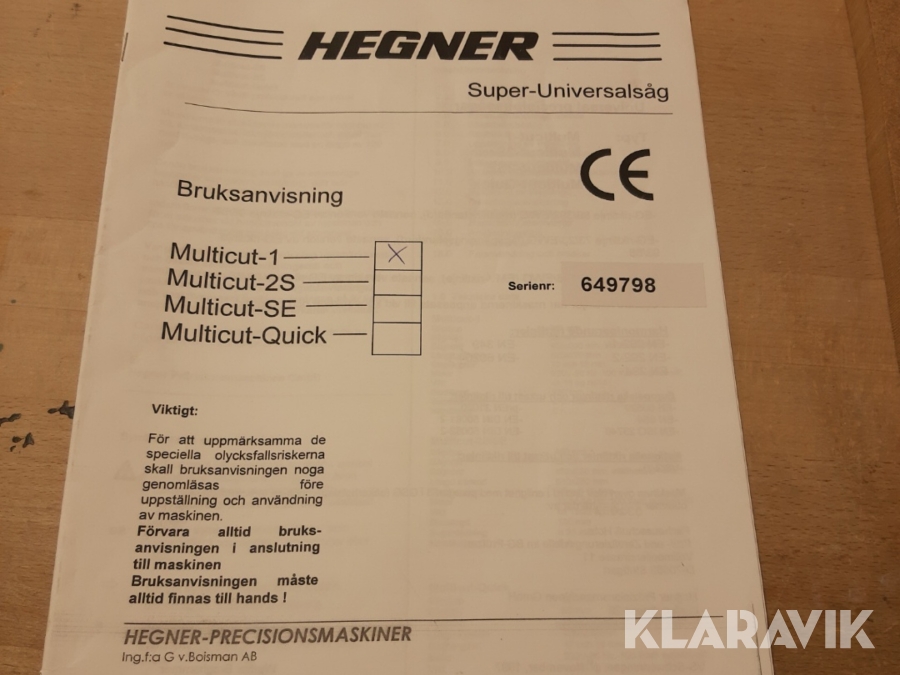 HEGNER
Super-Universalsåg
CE
Bruksanvisning
Multicut-1 X
Multicut-2S
Multicut-SE
Multicut-Quick
Serienr: 649798
Viktigt:
För att uppmärksamma de
speciella olycksfallsriskerna
skall bruksanvisningen noga
genomläsas före
uppställning och användning
av maskinen.
Förvara alltid bruks-
anvisningen i anslutning
till maskinen
Bruksanvisningen måste
alltid finnas till hands !
HEGNER-PRECISIONSMASKINER
Ing.f:a G v.Boisman AB
KLARAVIK